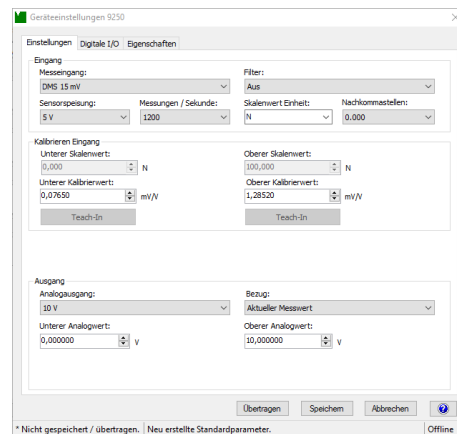 Geräteeinstellungen 9250
Einstellungen Digitale I/O Eigenschaften
Eingang
Messeingang: Filter:
DMS 15 mV Aus
Sensorspeisung: Messungen / Sekunde: Skalenwert Einheit: Nachkommastellen:
5 V 1200 N 0.000
Kalibrieren Eingang
Unterer Skalenwert: Oberer Skalenwert:
0,000 N 100,000 N
Unterer Kalibrierwert: Oberer Kalibrierwert:
0,07650 mV/V 1,28520 mV/V
Teach-In Teach-In
Ausgang
Analogausgang: Bezug:
10 V Aktueller Messwert
Unterer Analogwert: Oberer Analogwert:
0,000000 V 10,000000 V
Übertragen Speichern Abbrechen ?
* Nicht gespeichert / übertragen. Neu erstellte Standardparameter. Offline